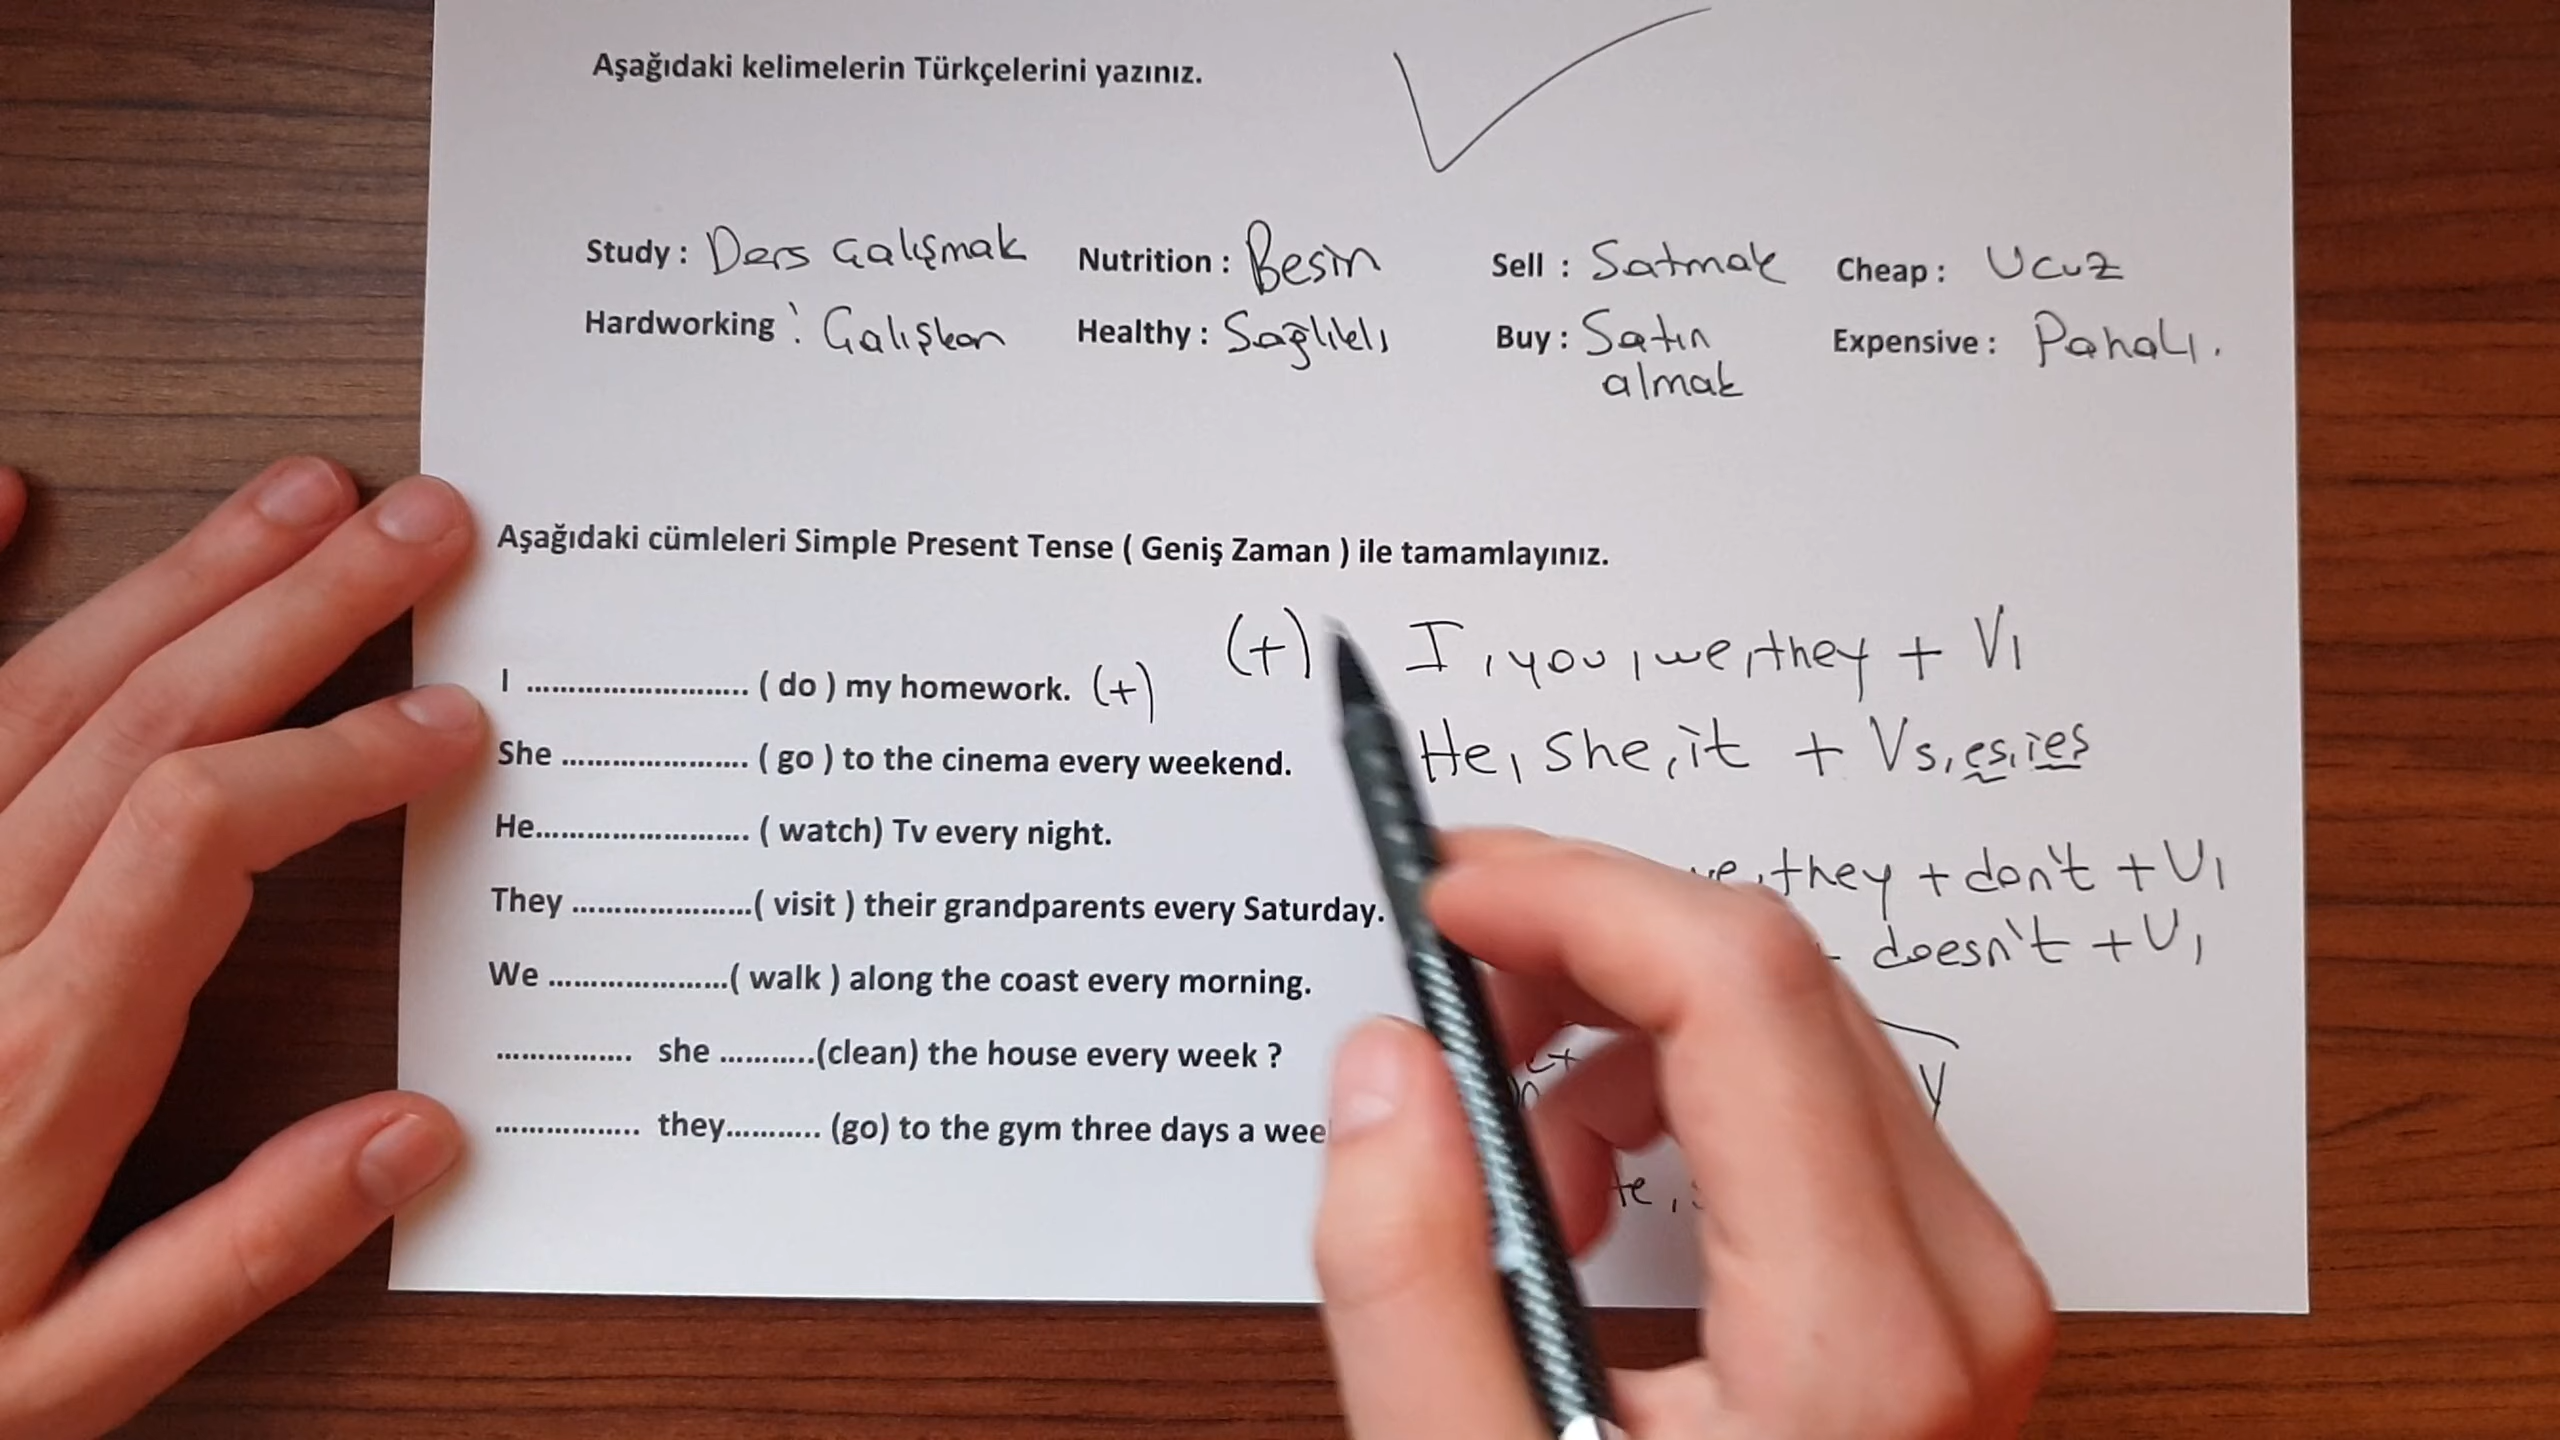 Aşağıdaki kelimelerin Türkçelerini yazınız.
Study : Ders Çalışmak Nutrition : Besin Sell : Satmak Cheap : Ucuz
Hardworking : Çalışkan Healthy : Sağlıklı Buy : Satın almak Expensive : Pahalı.
Aşağıdaki cümleleri Simple Present Tense ( Geniş Zaman ) ile tamamlayınız.
I ............................ ( do ) my homework. (+)
(+) I, you, we, they + V1
She ....................... ( go ) to the cinema every weekend.
He, she, it + Vs, es, ies
He........................... ( watch) Tv every night.
They ......................( visit ) their grandparents every Saturday.
they + don't + V1
We ......................( walk ) along the coast every morning.
doesn't + V1
................ she ............(clean) the house every week ?
.................. they............ (go) to the gym three days a